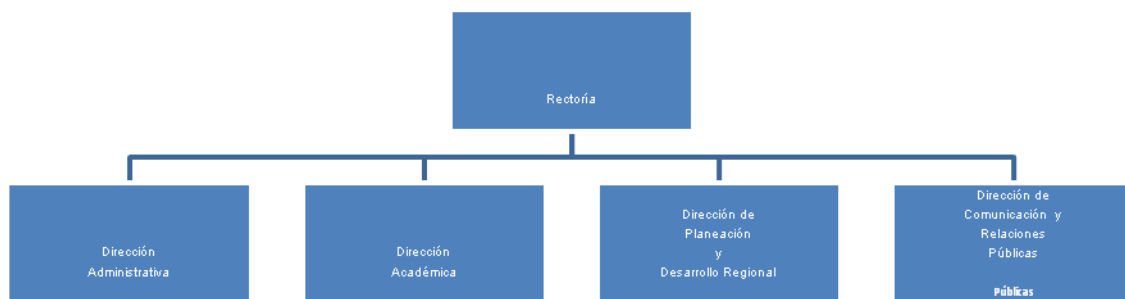 Rectoría
Dirección
Administrativa
Dirección
Académica
Dirección de
Planeación
y
Desarrollo Regional
Dirección de
Comunicación y
Relaciones
Públicas
Públicas